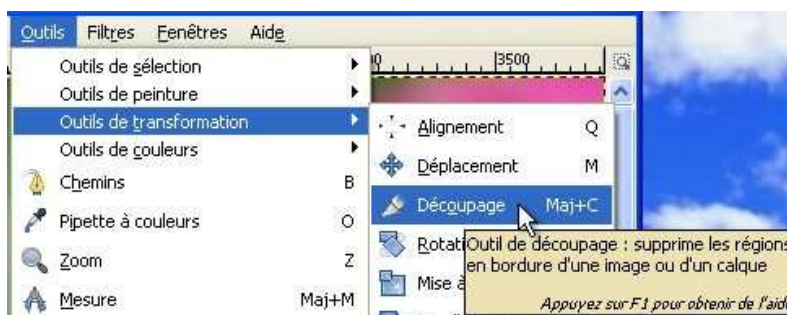 Outils Filtres Fenêtres Aide
3500
Outils de sélection
Outils de peinture
Outils de transformation
Outils de couleurs
Chemins B
Pipette à couleurs O
Zoom Z
Mesure Maj+M
Alignement Q
Déplacement M
Découpage Maj+C
Outil de découpage : supprime les régions
en bordure d'une image ou d'un calque
Appuyez sur F1 pour obtenir de l'aide
Mise à